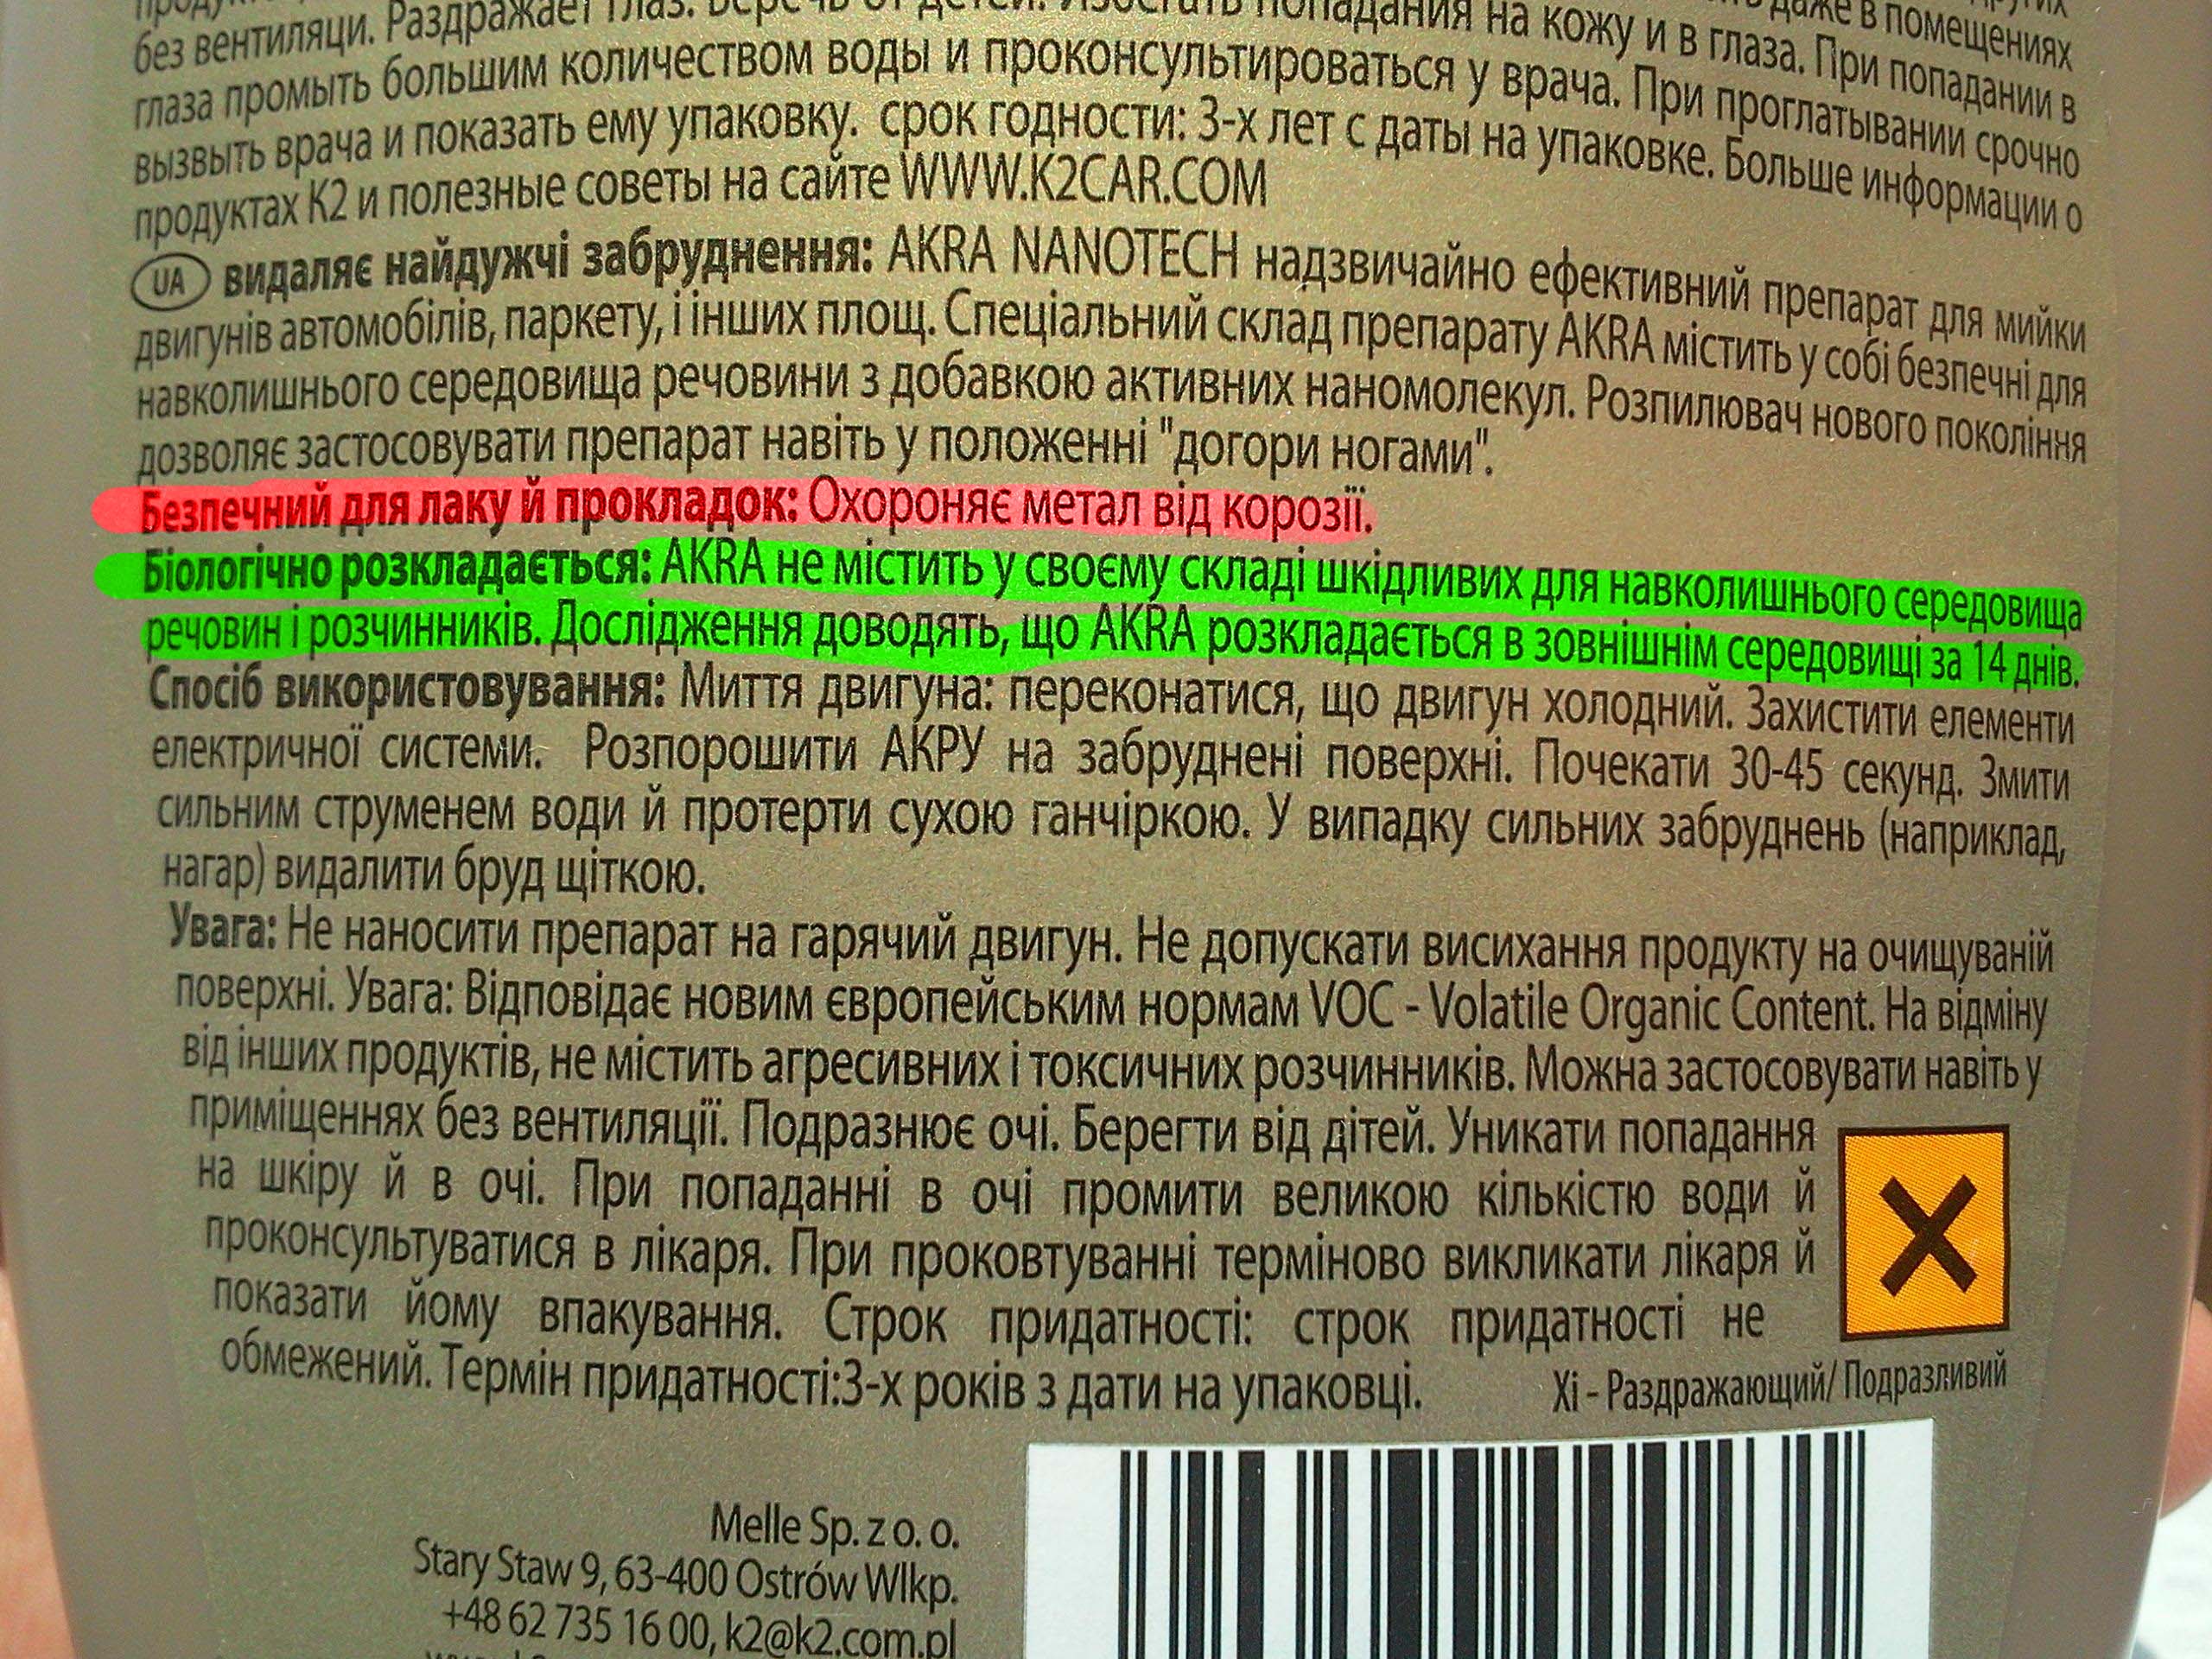 без вентиляци. Раздражает глаз. Беречь от детей. Избегать попадания на кожу и в глаза. При попадании в
глаза промыть большим количеством воды и проконсультироваться у врача. При проглатывании срочно
вызвыть врача и показать ему упаковку. срок годности: 3-х лет с даты на упаковке. Больше информации о
продуктах К2 и полезные советы на сайте WWW.K2CAR.COM
UA видаляє найдужчі забруднення: AKRA NANOTECH надзвичайно ефективний препарат для мийки
двигунів автомобілів, паркету, і інших площ. Спеціальний склад препарату AKRA містить у собі безпечні для
навколишнього середовища речовини з добавкою активних наномолекул. Розпилювач нового покоління
дозволяє застосовувати препарат навіть у положенні "догори ногами".
Безпечний для лаку й прокладок: Охороняє метал від корозії.
Біологічно розкладається: AKRA не містить у своєму складі шкідливих для навколишнього середовища
речовин і розчинників. Дослідження доводять, що AKRA розкладається в зовнішнім середовищі за 14 днів.
Спосіб використовування: Миття двигуна: переконатися, що двигун холодний. Захистити елементи
електричної системи. Розпорошити АКРУ на забруднені поверхні. Почекати 30-45 секунд. Змити
сильним струменем води й протерти сухою ганчіркою. У випадку сильних забруднень (наприклад,
нагар) видалити бруд щіткою.
Увага: Не наносити препарат на гарячий двигун. Не допускати висихання продукту на очищуваній
поверхні. Увага: Відповідає новим європейським нормам VOC - Volatile Organic Content. На відміну
від інших продуктів, не містить агресивних і токсичних розчинників. Можна застосовувати навіть у
приміщеннях без вентиляції. Подразнює очі. Берегти від дітей. Уникати попадання
на шкіру й в очі. При попаданні в очі промити великою кількістю води й
проконсультуватися в лікаря. При проковтуванні терміново викликати лікаря й
показати йому впакування. Строк придатності: строк придатності не
обмежений. Термін придатності:3-х років з дати на упаковці.
Xi - Раздражающий/ Подразливий
Melle Sp. z o. o.
Stary Staw 9, 63-400 Ostrów Wlkp.
+48 62 735 16 00, k2@k2.com.pl